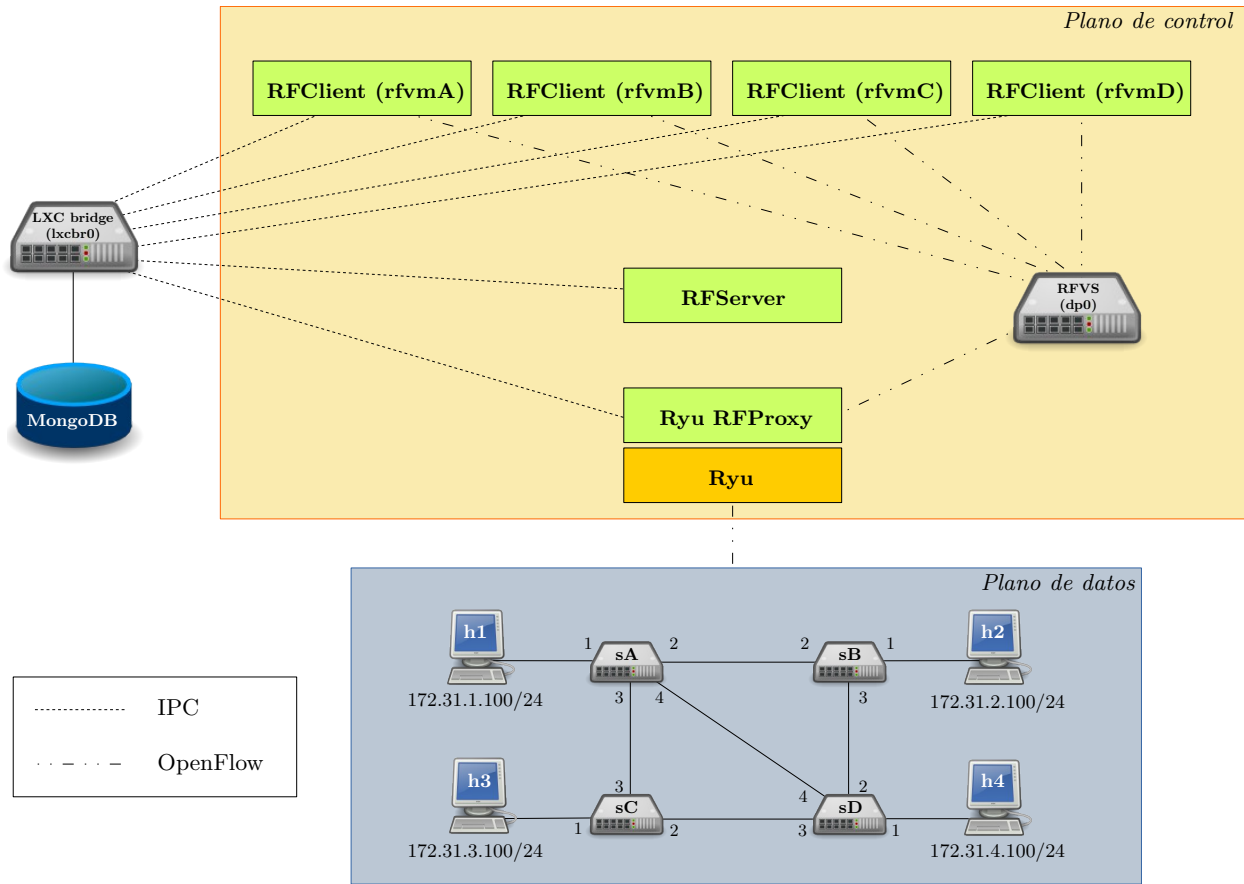 Plano de control
RFClient (rfvmA)
RFClient (rfvmB)
RFClient (rfvmC)
RFClient (rfvmD)
LXC bridge
(lxcbr0)
RFServer
RFVS
(dp0)
MongoDB
Ryu RFProxy
Ryu
Plano de datos
h1
1
sA
2
2
sB
1
h2
172.31.1.100/24
3
4
3
172.31.2.100/24
IPC
OpenFlow
h3
3
sC
4
2
sD
h4
1
2
3
1
172.31.3.100/24
172.31.4.100/24